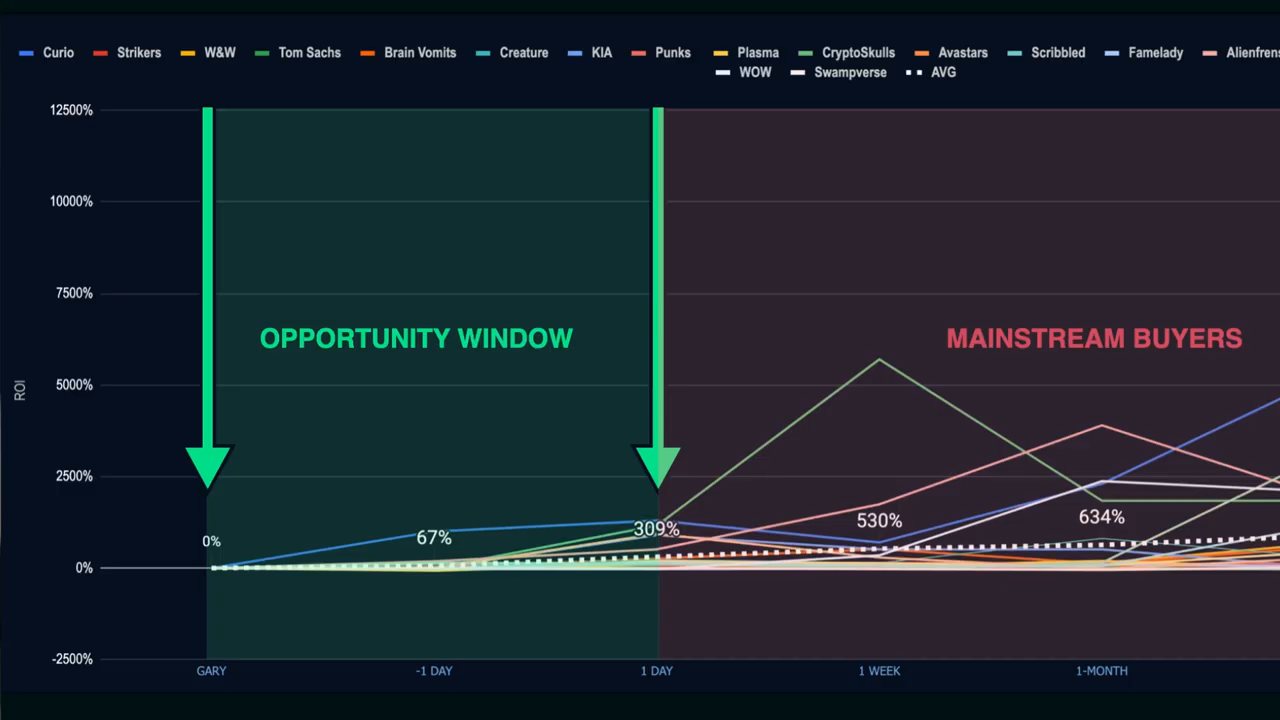 Curio Strikers W&W Tom Sachs Brain Vomits Creature KIA Punks Plasma CryptoSkulls Avastars Scribbled Famelady Alienfrens
WOW Swampverse AVG
12500%
10000%
7500%
OPPORTUNITY WINDOW
MAINSTREAM BUYERS
5000%
ROI
2500%
0%
67%
309%
530%
634%
0%
-2500%
GARY
-1 DAY
1 DAY
1 WEEK
1-MONTH